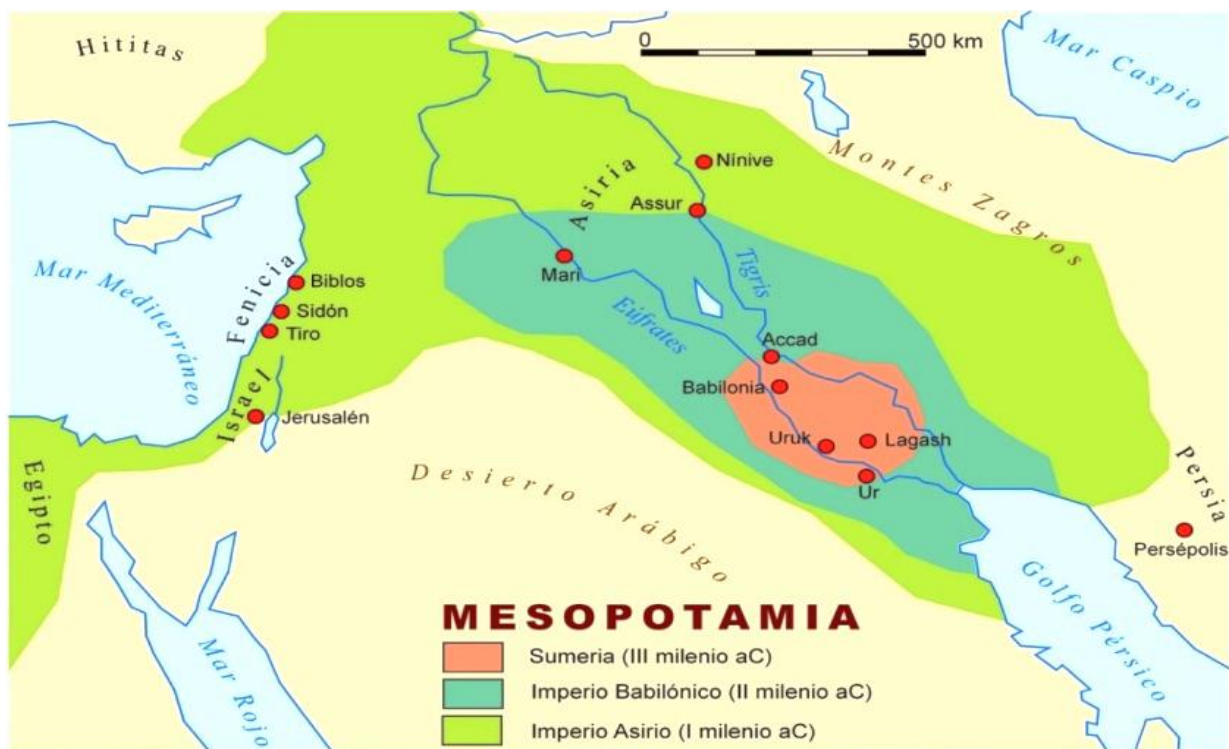 Hititas
0 500 km
Mar Caspio
Montes Zagros
Nínive
Asiria
Assur
Mari
Tigris
Eúfrates
Mar Mediterráneo
Fenicia
Biblos
Sidón
Tiro
Israel
Jerusalén
Egipto
Accad
Babilonia
Uruk
Lagash
Ur
Desierto Arábigo
Persia
Persépolis
Golfo Pérsico
Mar Rojo
MESOPOTAMIA
Sumeria (III milenio aC)
Imperio Babilónico (II milenio aC)
Imperio Asirio (I milenio aC)